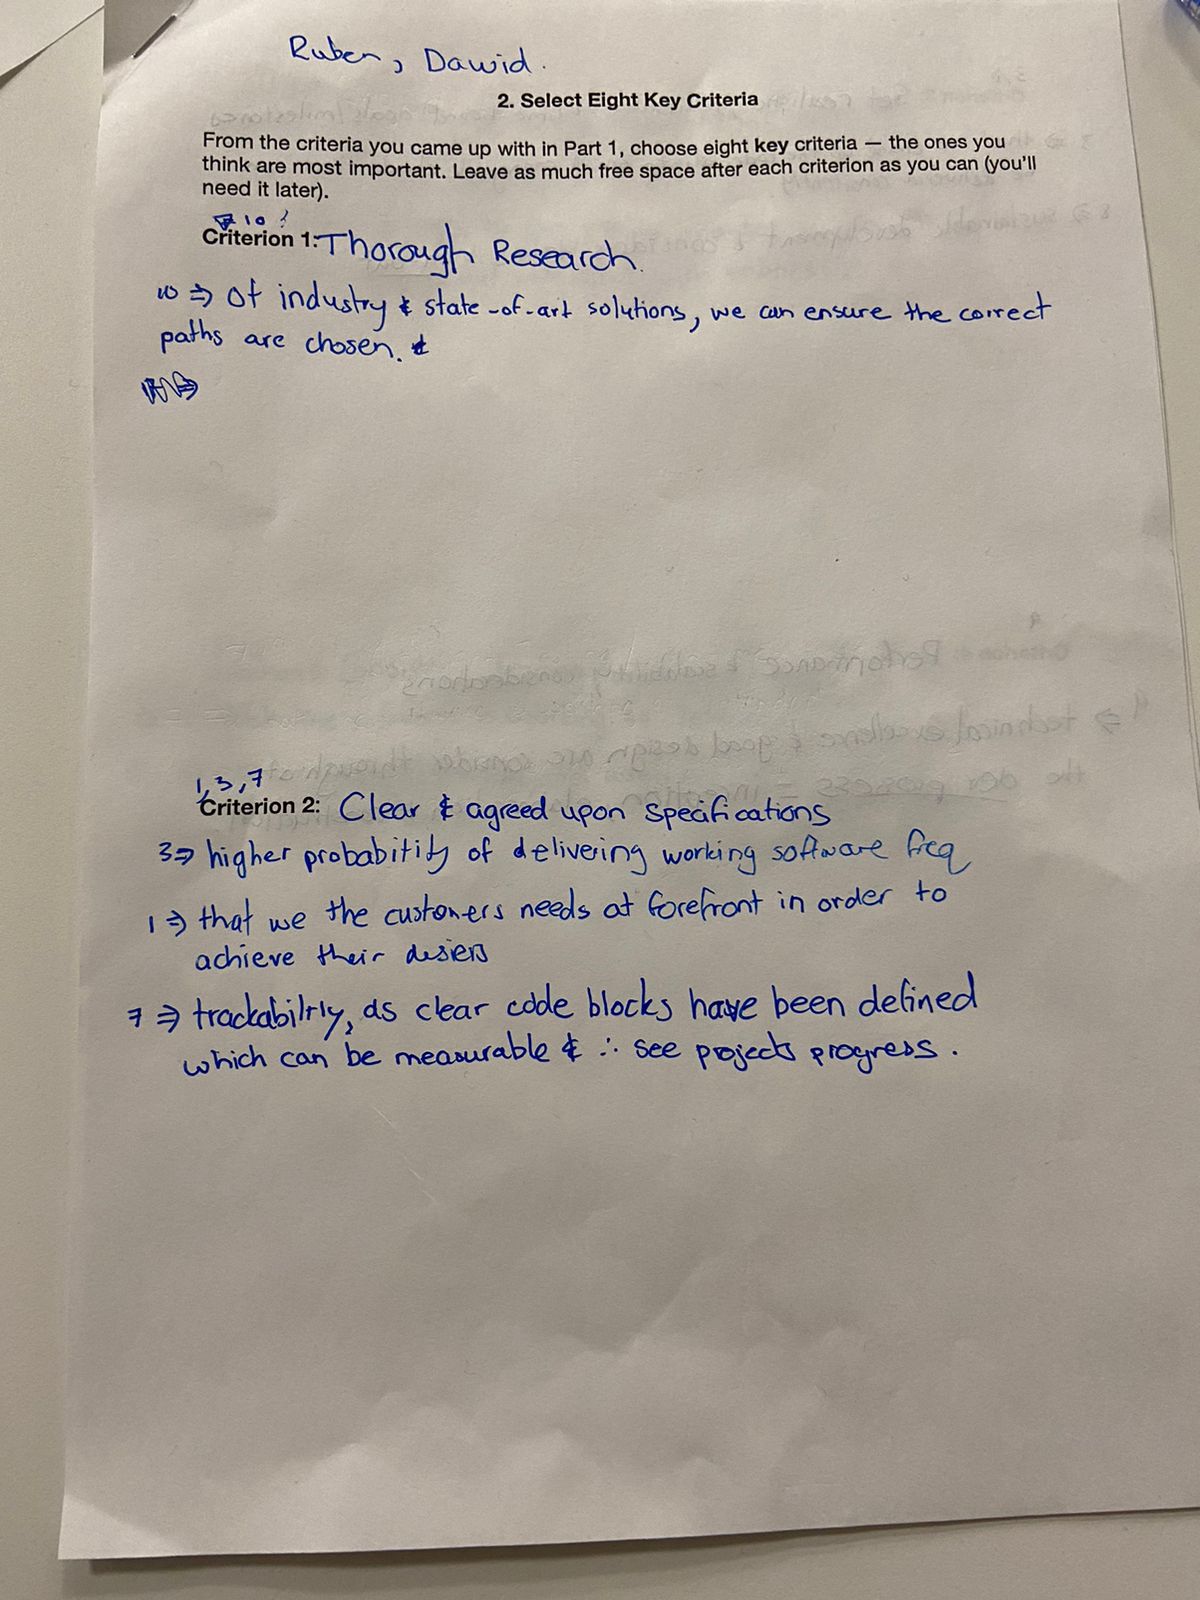 Ruben, Dawid.
2. Select Eight Key Criteria
From the criteria you came up with in Part 1, choose eight key criteria — the ones you
think are most important. Leave as much free space after each criterion as you can (you'll
need it later).
10 ?
Criterion 1: Thorough Research.
10 ⇒ Of industry & state-of-art solutions, we can ensure the correct
paths are chosen.
1,3,7
Criterion 2: Clear & agreed upon specifications
3 ⇒ higher probabitity of delivering working software freq
1 ⇒ that we the customers needs at forefront in order to
achieve their desiers
7 ⇒ trackabilrly, as clear code blocks have been defined
which can be measurable & ∴ see projects progress.